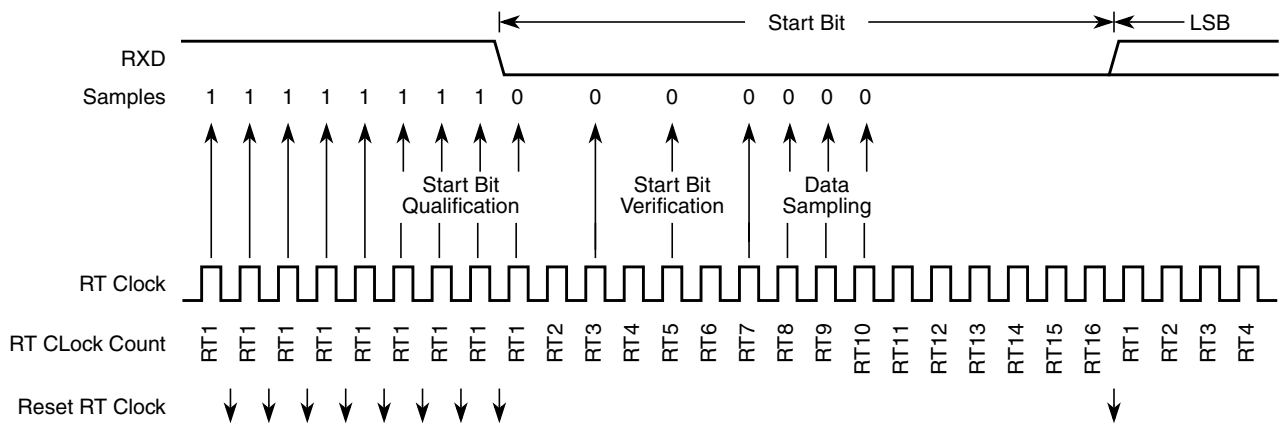 Start Bit LSB
RXD
Samples 1 1 1 1 1 1 1 1 0 0 0 0 0 0 0
Start Bit Start Bit Data
Qualification Verification Sampling
RT Clock
RT CLock Count RT1 RT1 RT1 RT1 RT1 RT1 RT1 RT1 RT1 RT2 RT3 RT4 RT5 RT6 RT7 RT8 RT9 RT10 RT11 RT12 RT13 RT14 RT15 RT16 RT1 RT2 RT3 RT4
Reset RT Clock